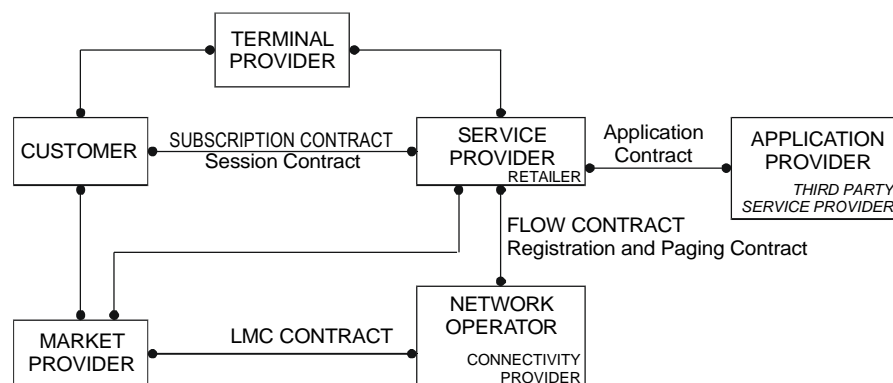 TERMINAL
PROVIDER
CUSTOMER
SUBSCRIPTION CONTRACT
Session Contract
SERVICE
PROVIDER
RETAILER
Application
Contract
APPLICATION
PROVIDER
THIRD PARTY
SERVICE PROVIDER
FLOW CONTRACT
Registration and Paging Contract
MARKET
PROVIDER
LMC CONTRACT
NETWORK
OPERATOR
CONNECTIVITY
PROVIDER